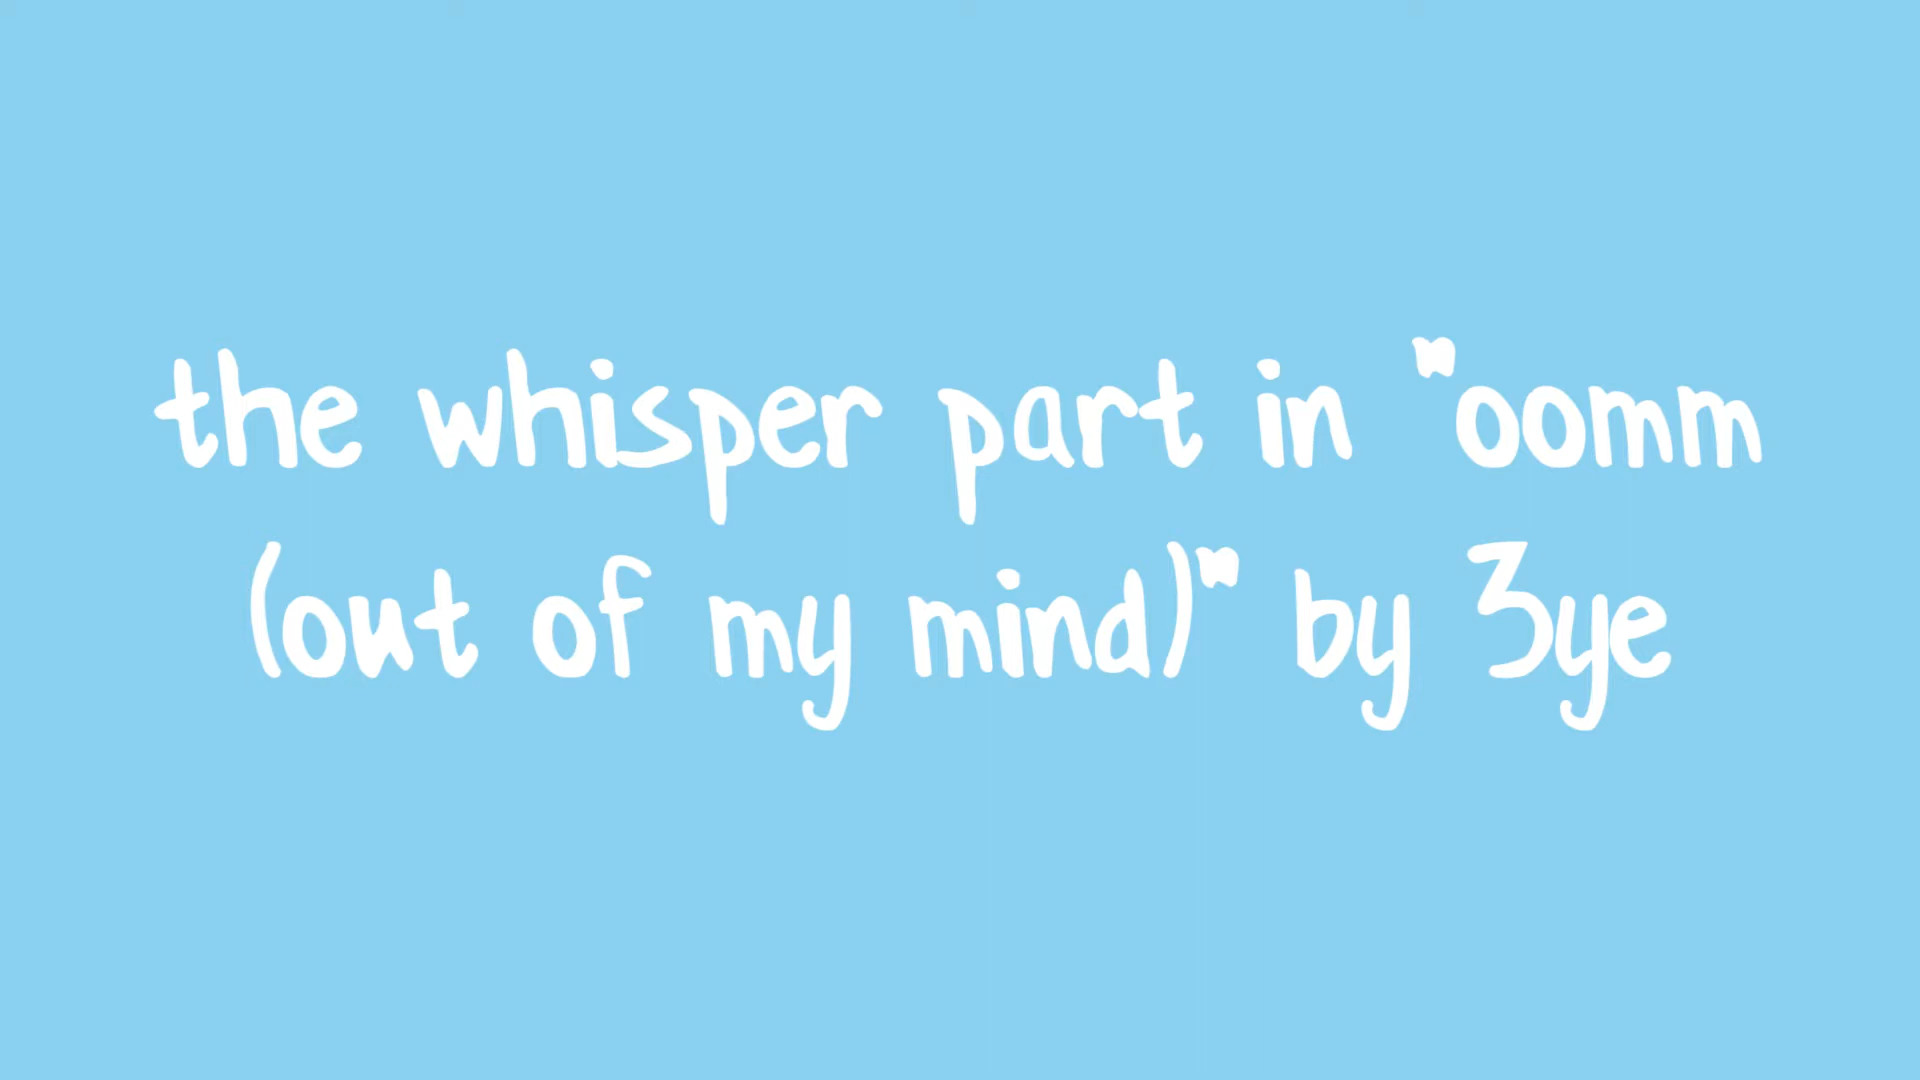 the whisper part in "oomm
(out of my mind)" by 3ye